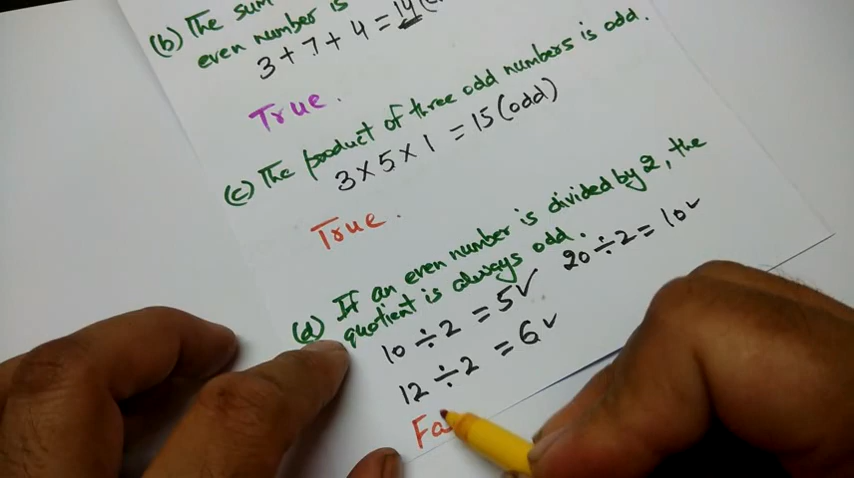 (b) The sum
even number is
3 + 7 + 4 = 14
True.
(c) The product of three odd numbers is odd.
3 × 5 × 1 = 15 (odd)
True.
(d) If an even number is divided by 2, the
quotient is always odd.
10 ÷ 2 = 5 ✓ 20 ÷ 2 = 10 ✓
12 ÷ 2 = 6 ✓
Fa